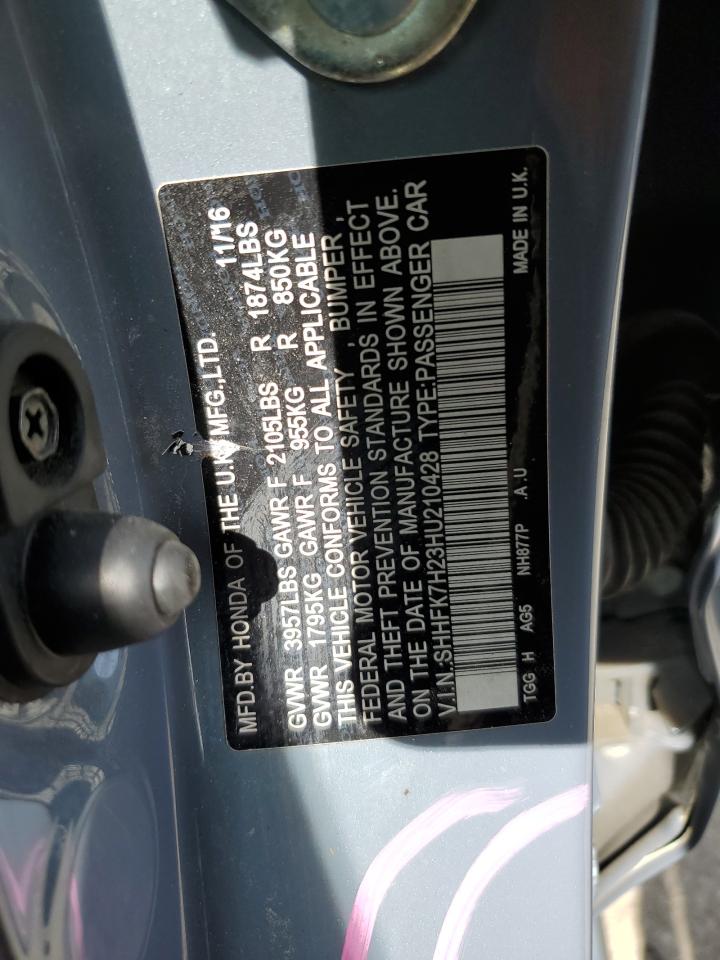 MFD.BY HONDA OF THE U.K. MFG.,LTD. 11/16
GVWR 3957LBS GAWR F 2105LBS R 1874LBS
GVWR 1795KG GAWR F 955KG R 850KG
THIS VEHICLE CONFORMS TO ALL APPLICABLE
FEDERAL MOTOR VEHICLE SAFETY, BUMPER,
AND THEFT PREVENTION STANDARDS IN EFFECT
ON THE DATE OF MANUFACTURE SHOWN ABOVE.
V.I.N.:SHHFK7H23HU210428 TYPE:PASSENGER CAR
TGG H AG5 NH877P A.U MADE IN U.K.